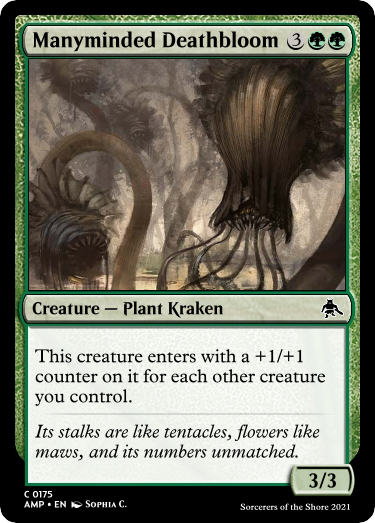 Manyminded Deathbloom 3
Creature — Plant Kraken
This creature enters with a +1/+1
counter on it for each other creature
you control.
Its stalks are like tentacles, flowers like
maws, and its numbers unmatched.
3/3
C 0175
AMP • EN Sophia C.
Sorcerers of the Shore 2021